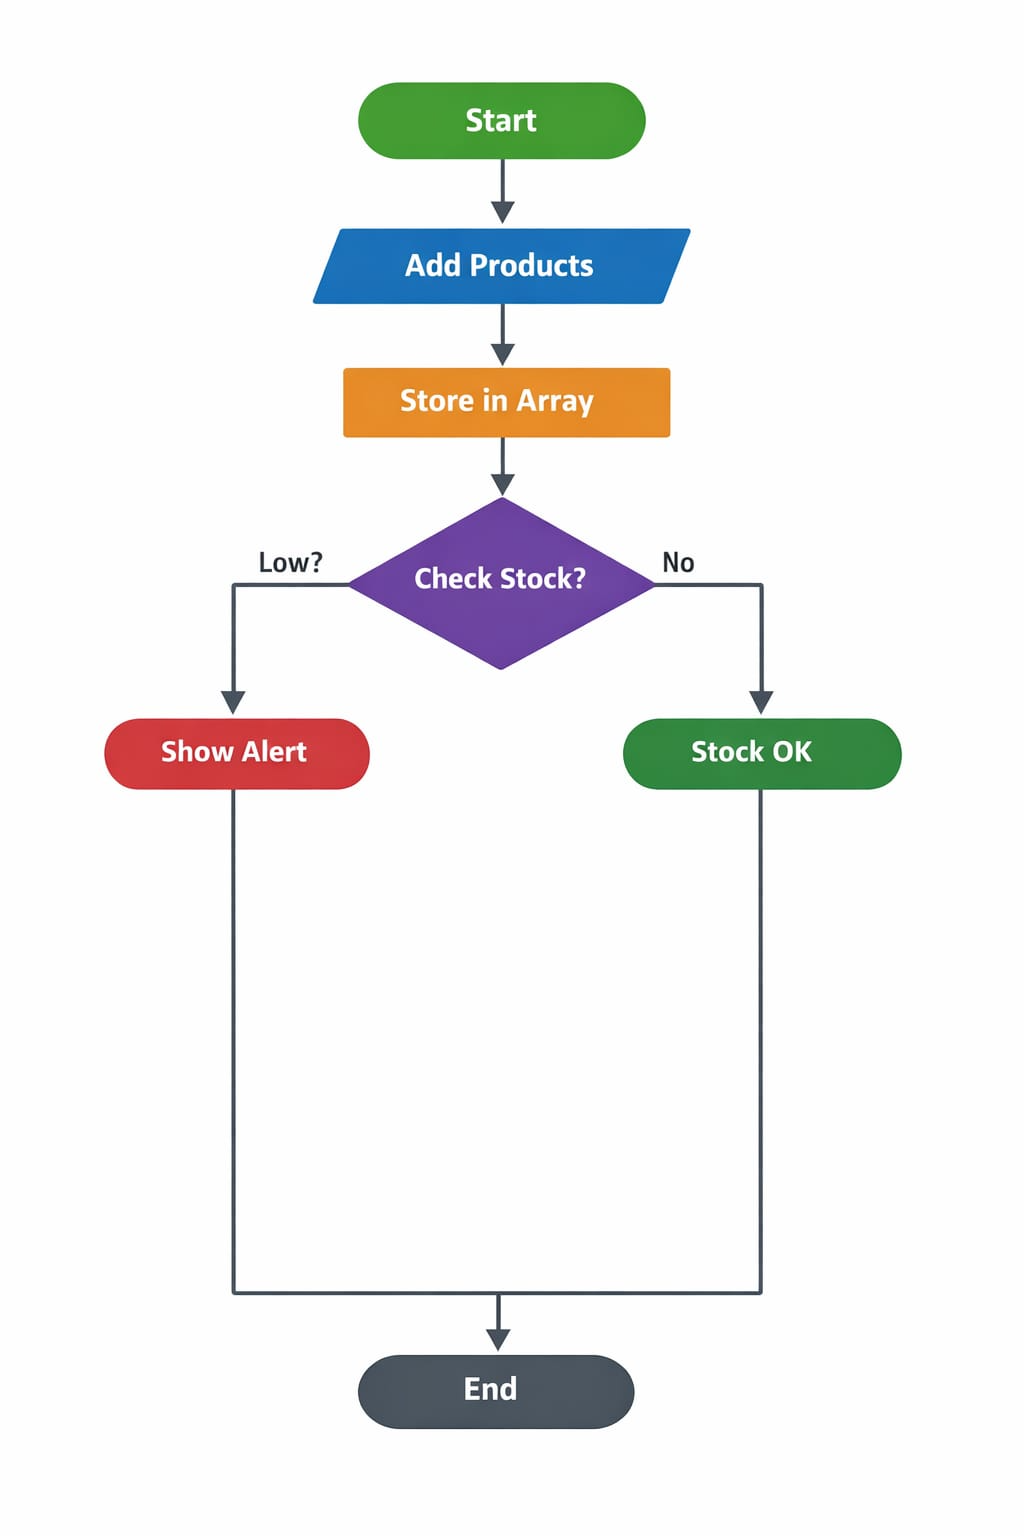 Start
Add Products
Store in Array
Low?
Check Stock?
No
Show Alert
Stock OK
End